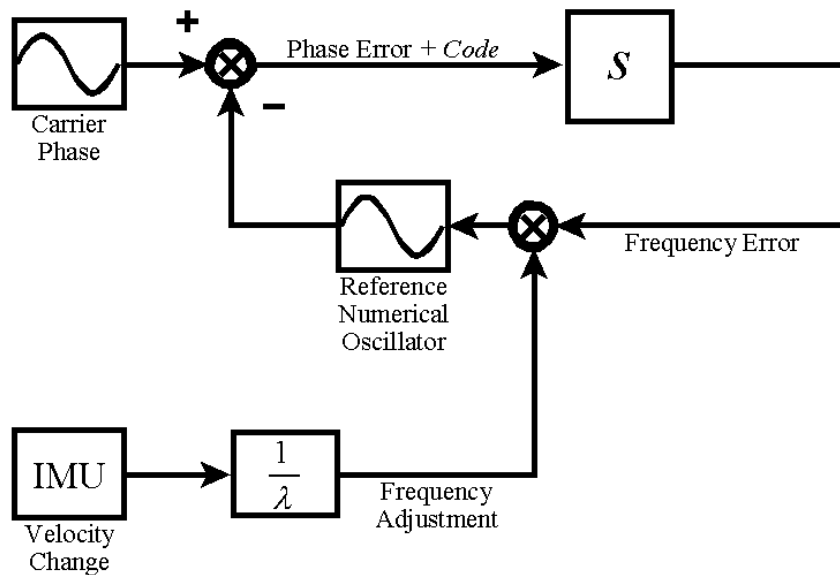 +
Phase Error + Code
S
Carrier
Phase
−
Frequency Error
Reference
Numerical
Oscillator
IMU
1
λ
Frequency
Adjustment
Velocity
Change